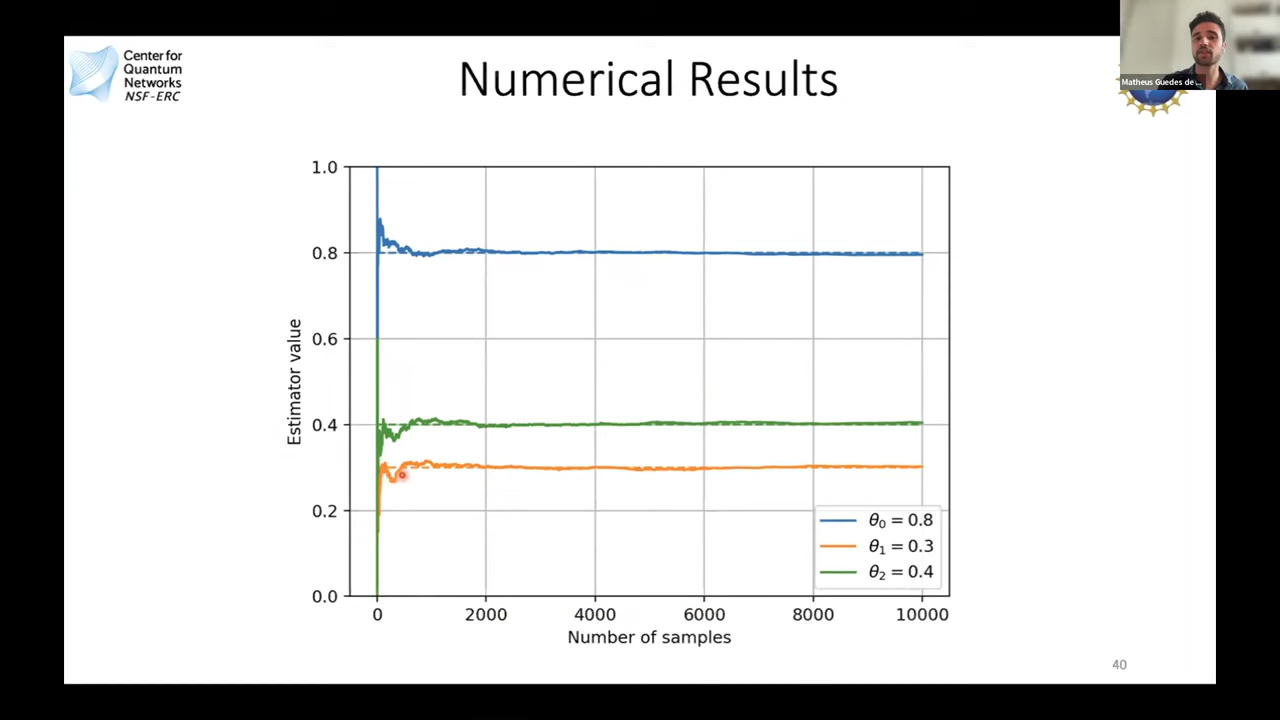 Center for
Quantum
Networks
NSF-ERC
Numerical Results
Matheus Guedes de ...
1.0
0.8
0.6
0.4
0.2
0.0
Estimator value
0 2000 4000 6000 8000 10000
Number of samples
θ0 = 0.8
θ1 = 0.3
θ2 = 0.4
40